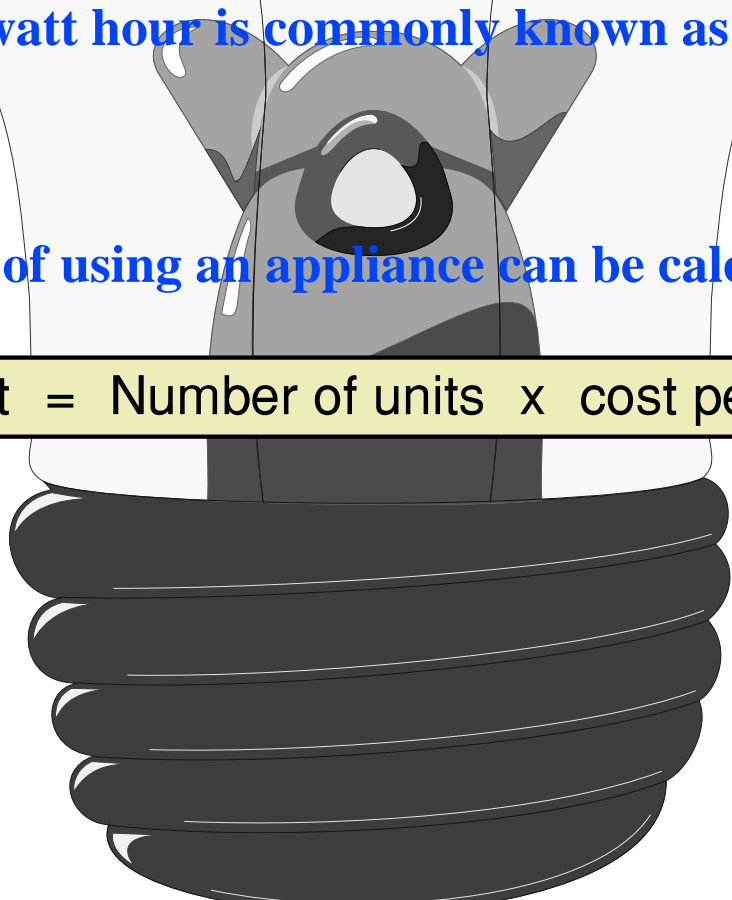 watt hour is commonly known as
of using an appliance can be calc
t = Number of units x cost pe